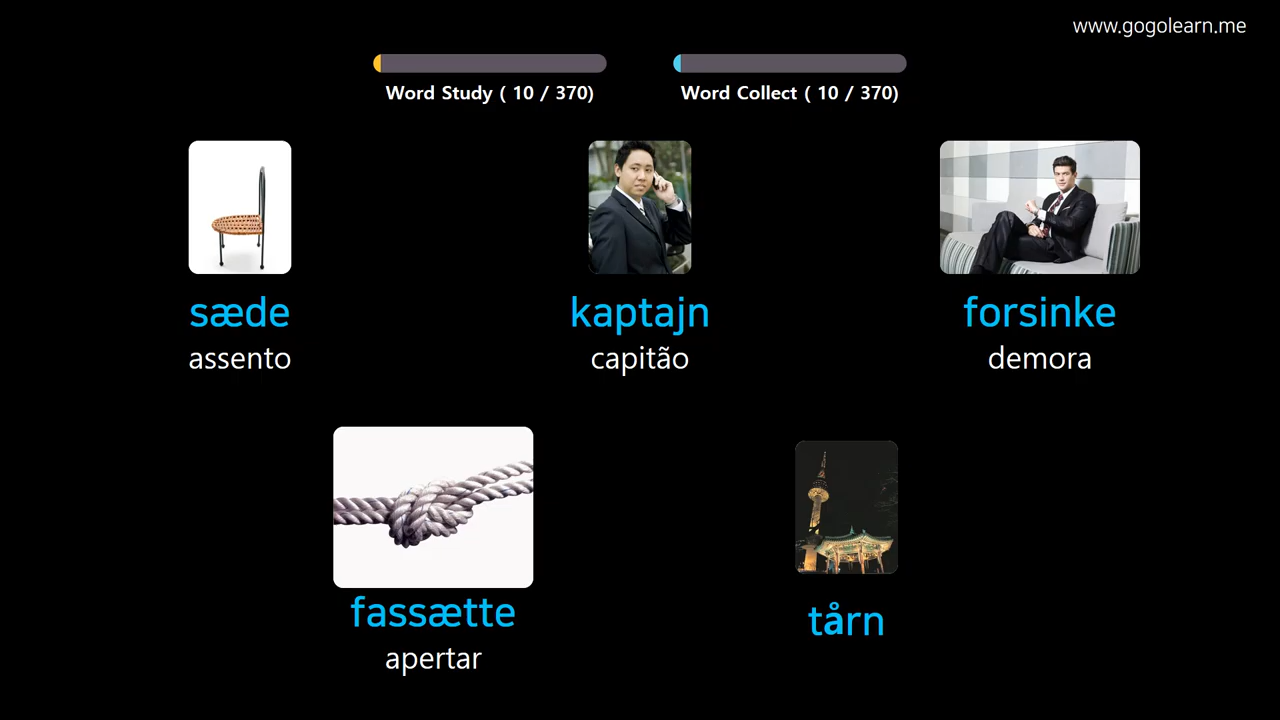 www.gogolearn.me
Word Study ( 10 / 370)
Word Collect ( 10 / 370)
sæde
assento
kaptajn
capitão
forsinke
demora
fassætte
apertar
tårn